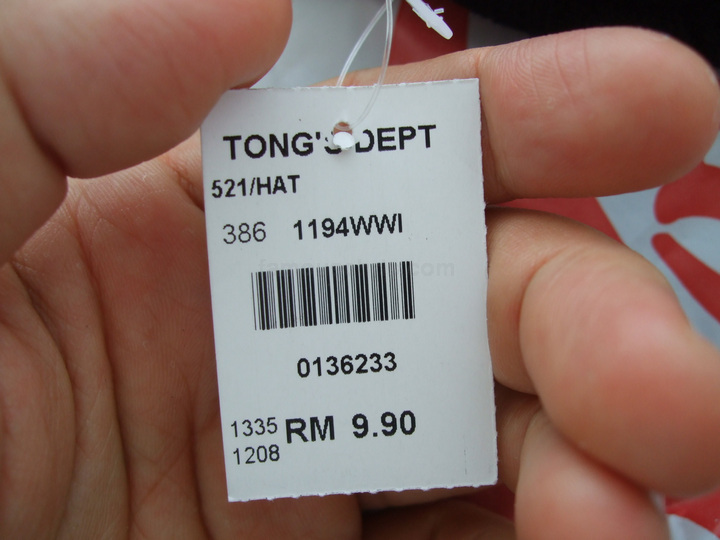 TONG'S DEPT
521/HAT
386 1194WWI
0136233
1335 RM 9.90
1208